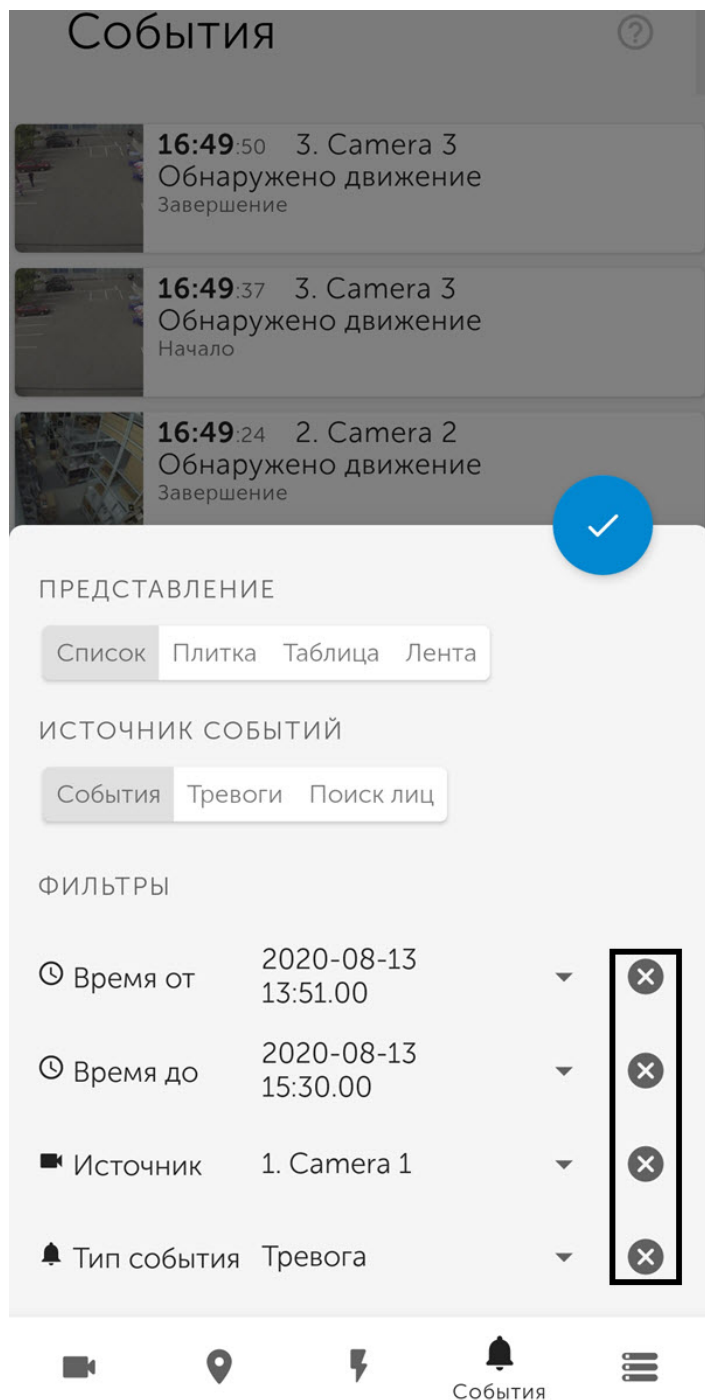 События
16:49:50 3. Camera 3
Обнаружено движение
Завершение
16:49:37 3. Camera 3
Обнаружено движение
Начало
16:49:24 2. Camera 2
Обнаружено движение
Завершение
ПРЕДСТАВЛЕНИЕ
Список Плитка Таблица Лента
ИСТОЧНИК СОБЫТИЙ
События Тревоги Поиск лиц
ФИЛЬТРЫ
Время от 2020-08-13
13:51.00
Время до 2020-08-13
15:30.00
Источник 1. Camera 1
Тип события Тревога
События